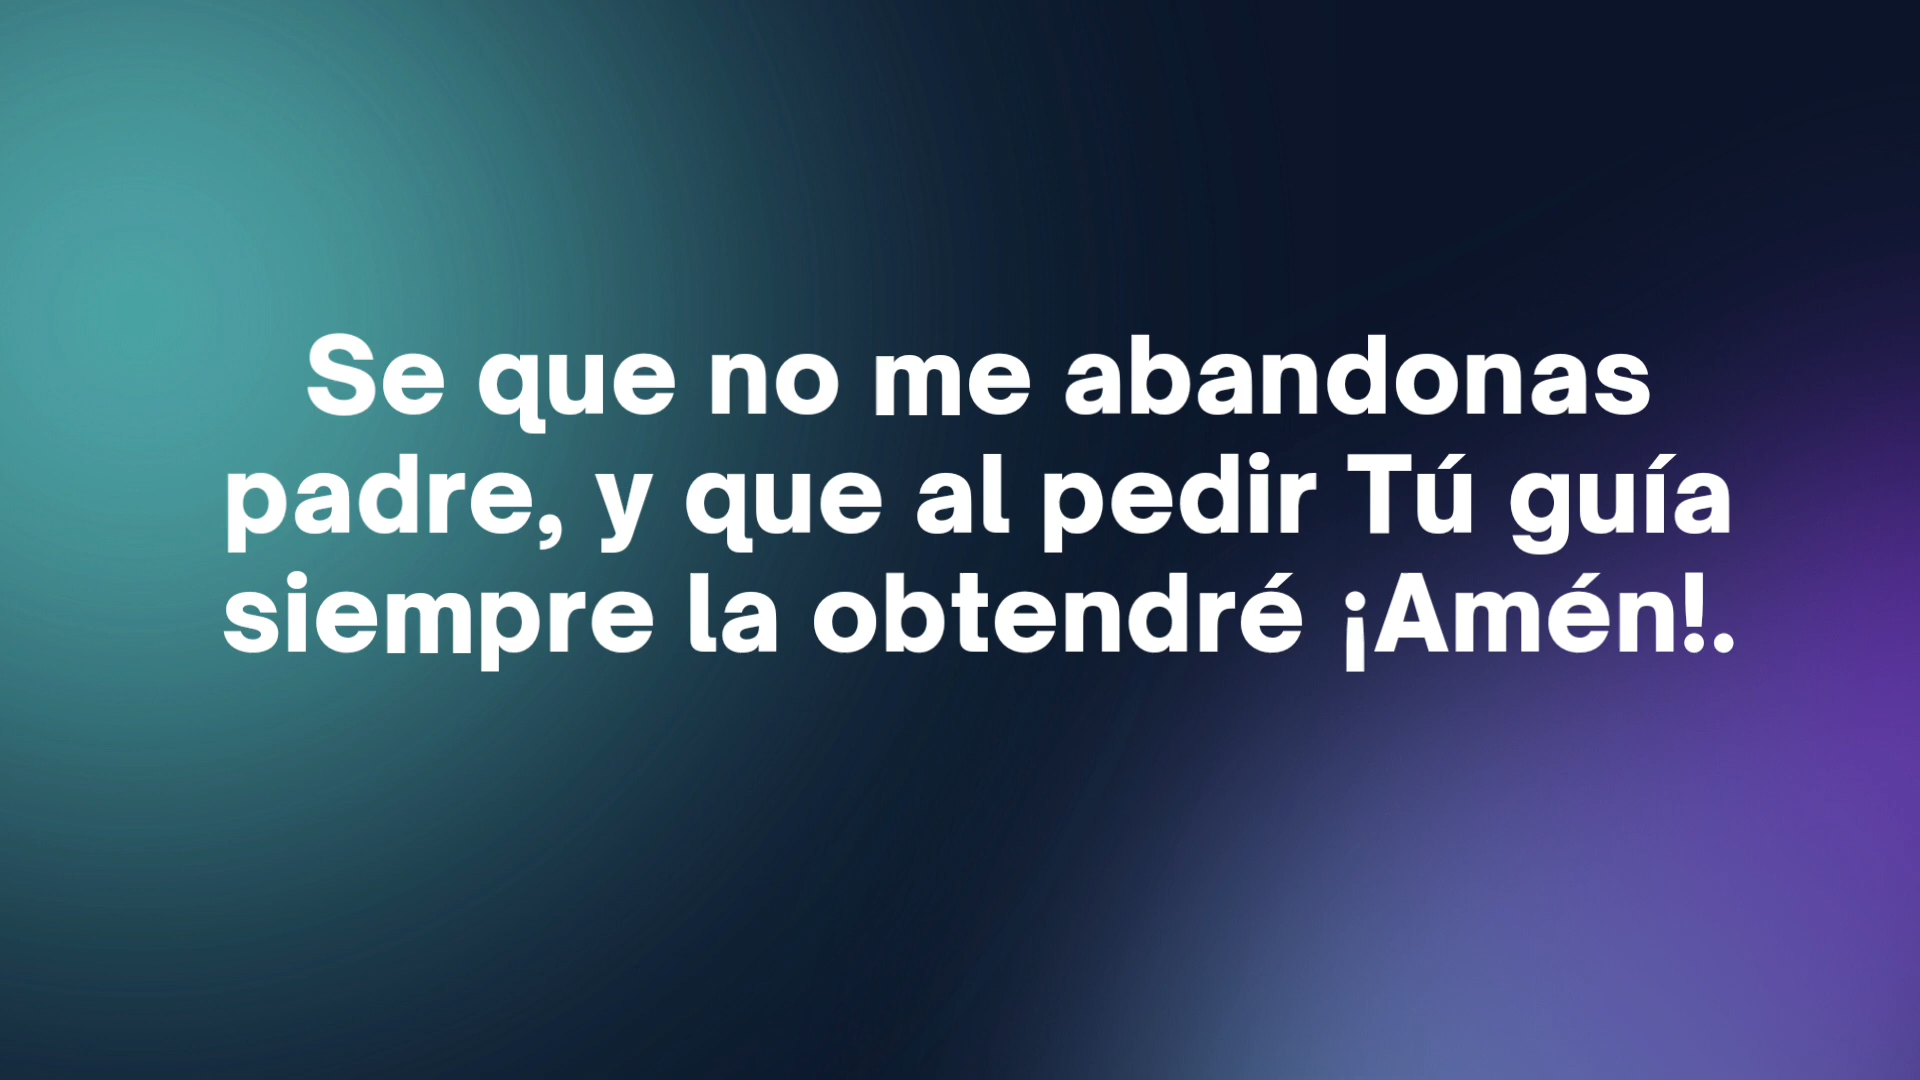 Se que no me abandonas
padre, y que al pedir Tú guía
siempre la obtendré ¡Amén!.